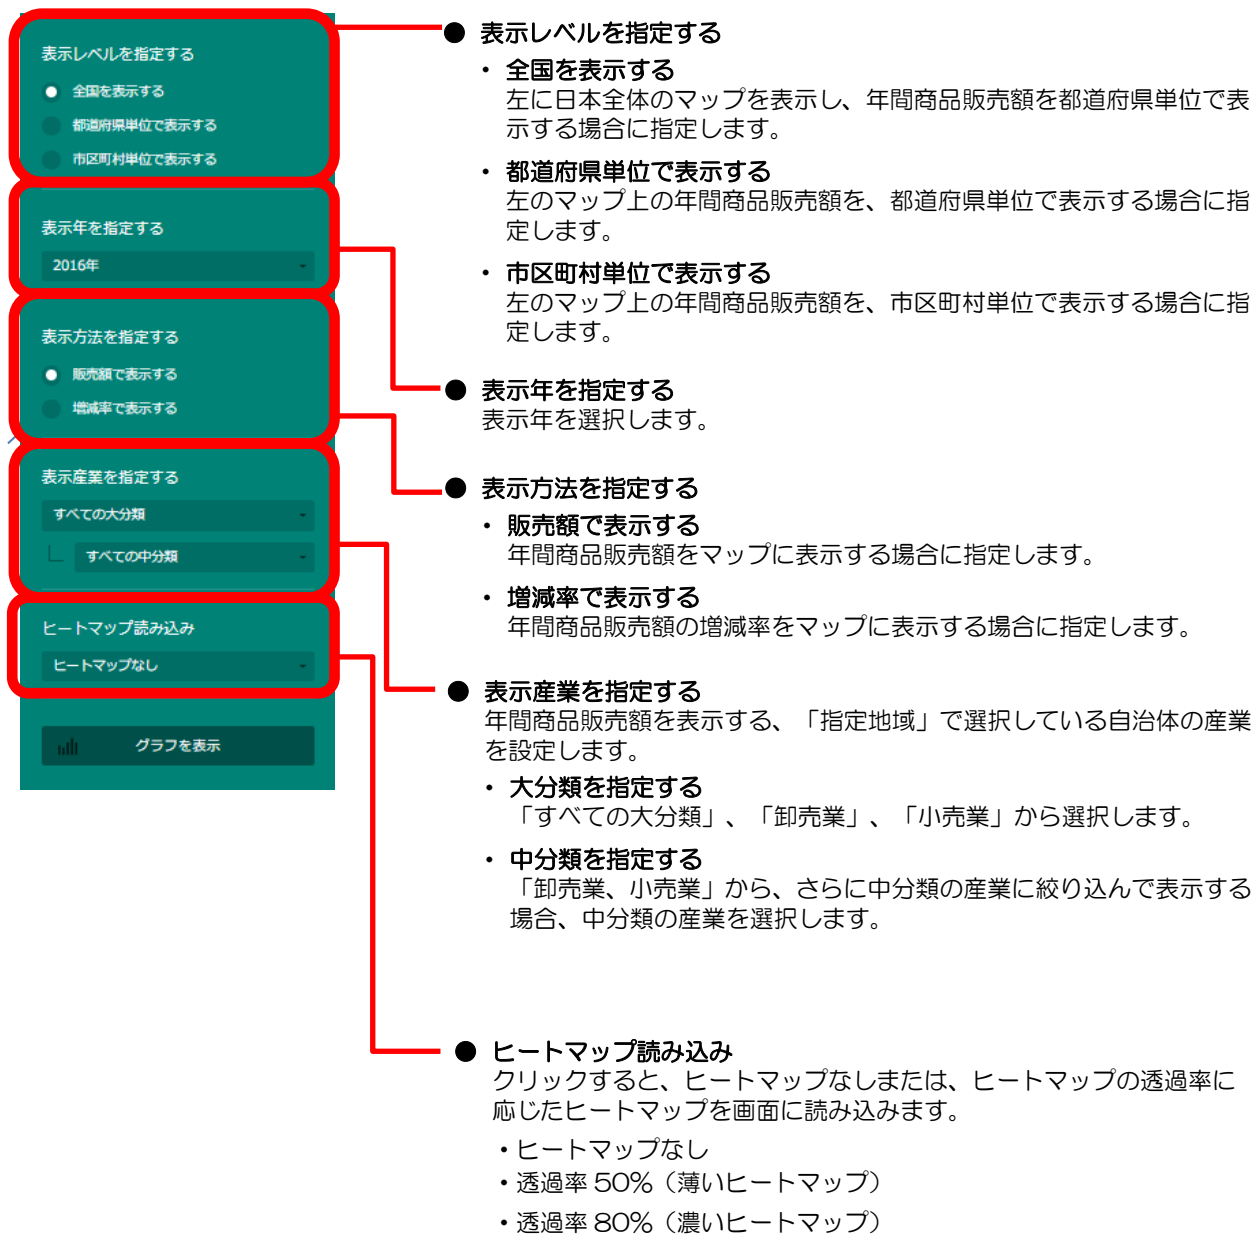 表示レベルを指定する
全国を表示する
都道府県単位で表示する
市区町村単位で表示する
表示年を指定する
2016年
表示方法を指定する
販売額で表示する
増減率で表示する
表示産業を指定する
すべての大分類
すべての中分類
ヒートマップ読み込み
ヒートマップなし
グラフを表示
● 表示レベルを指定する
・ 全国を表示する
左に日本全体のマップを表示し、年間商品販売額を都道府県単位で表
示する場合に指定します。
・ 都道府県単位で表示する
左のマップ上の年間商品販売額を、都道府県単位で表示する場合に指
定します。
・ 市区町村単位で表示する
左のマップ上の年間商品販売額を、市区町村単位で表示する場合に指
定します。
● 表示年を指定する
表示年を選択します。
● 表示方法を指定する
・ 販売額で表示する
年間商品販売額をマップに表示する場合に指定します。
・ 増減率で表示する
年間商品販売額の増減率をマップに表示する場合に指定します。
● 表示産業を指定する
年間商品販売額を表示する、「指定地域」で選択している自治体の産業
を設定します。
・ 大分類を指定する
「すべての大分類」、「卸売業」、「小売業」から選択します。
・ 中分類を指定する
「卸売業、小売業」から、さらに中分類の産業に絞り込んで表示する
場合、中分類の産業を選択します。
● ヒートマップ読み込み
クリックすると、ヒートマップなしまたは、ヒートマップの透過率に
応じたヒートマップを画面に読み込みます。
・ヒートマップなし
・透過率 50%（薄いヒートマップ）
・透過率 80%（濃いヒートマップ）